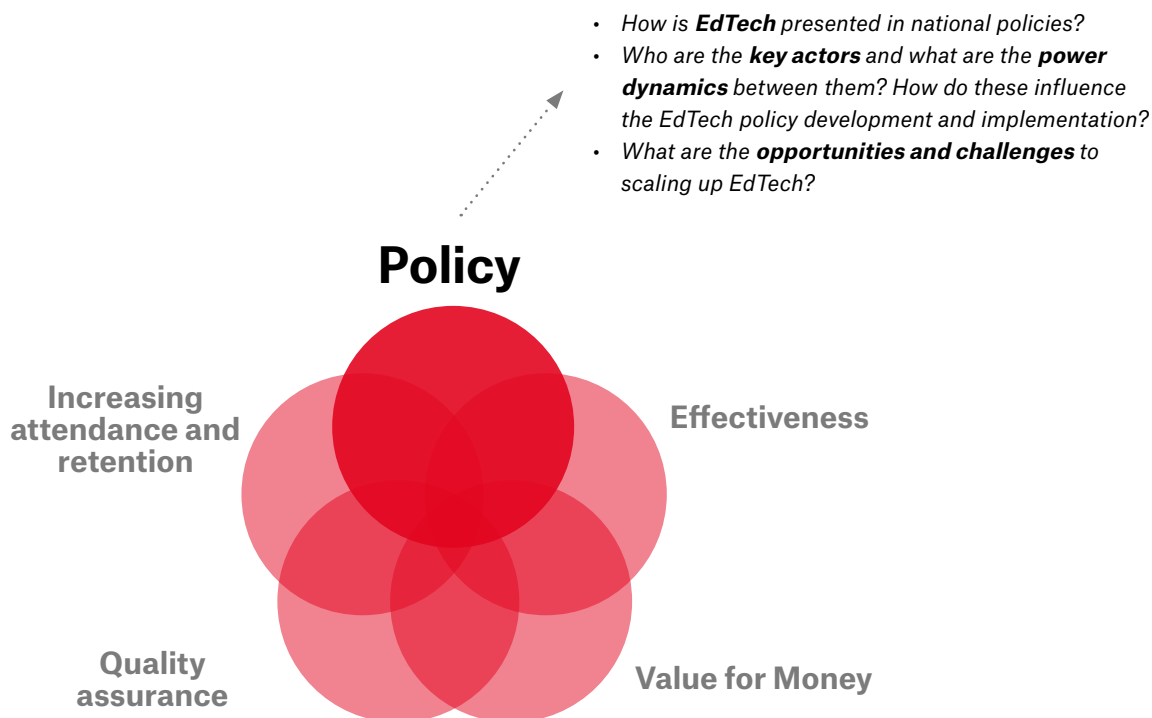 • How is EdTech presented in national policies?
• Who are the key actors and what are the power
dynamics between them? How do these influence
the EdTech policy development and implementation?
• What are the opportunities and challenges to
scaling up EdTech?
Policy
Increasing
attendance and
retention
Effectiveness
Quality
assurance
Value for Money